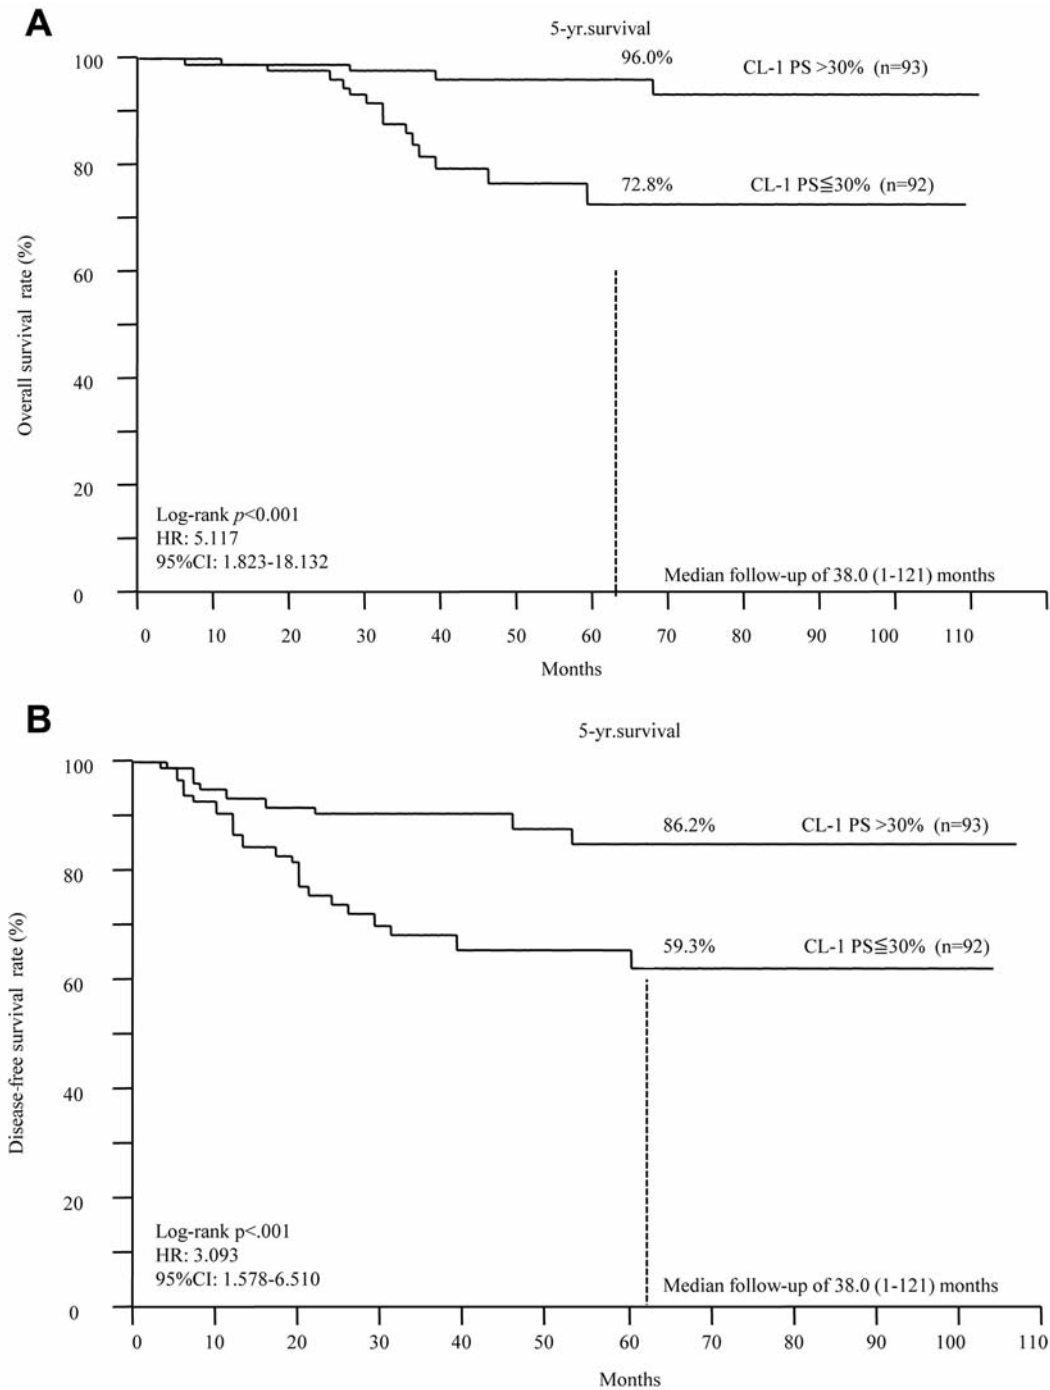 A
5-yr.survival
100
96.0%
CL-1 PS >30% (n=93)
80
72.8%
CL-1 PS≦30% (n=92)
60
40
20
0
Overall survival rate (%)
Log-rank p<0.001
HR: 5.117
95%CI: 1.823-18.132
Median follow-up of 38.0 (1-121) months
0 10 20 30 40 50 60 70 80 90 100 110
Months
B
5-yr.survival
100
86.2%
CL-1 PS >30% (n=93)
80
59.3%
CL-1 PS≦30% (n=92)
60
40
20
0
Disease-free survival rate (%)
Log-rank p<.001
HR: 3.093
95%CI: 1.578-6.510
Median follow-up of 38.0 (1-121) months
0 10 20 30 40 50 60 70 80 90 100 110
Months